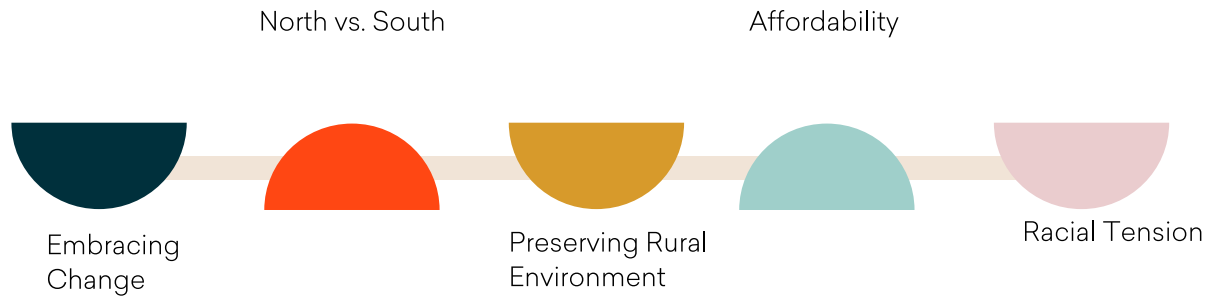 North vs. South
Affordability
Embracing
Change
Preserving Rural
Environment
Racial Tension